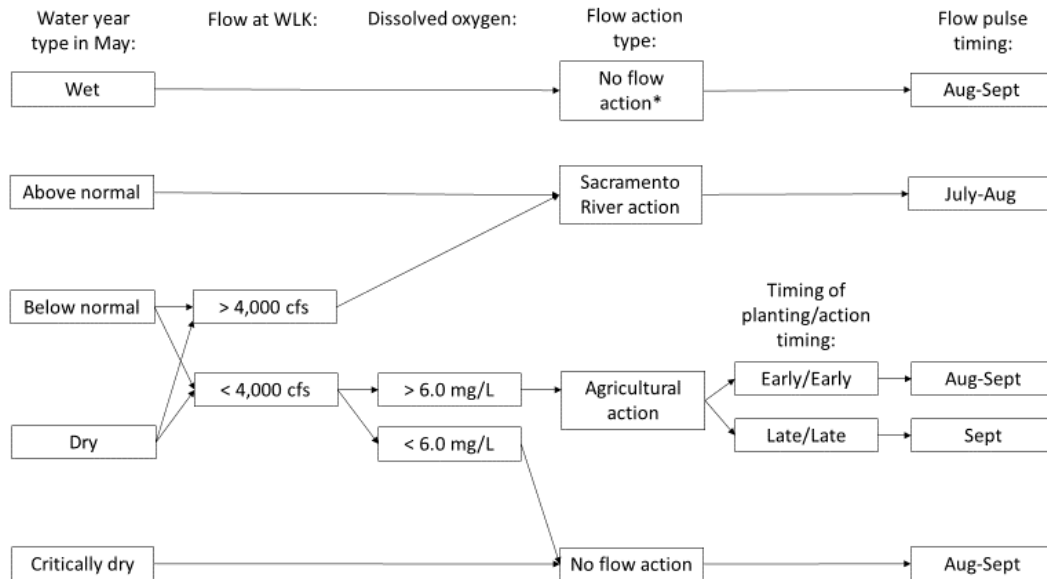 Water year
type in May:
Flow at WLK:
Dissolved oxygen:
Flow action
type:
Flow pulse
timing:
Wet
No flow
action*
Aug-Sept
Above normal
Sacramento
River action
July-Aug
Below normal
> 4,000 cfs
Timing of
planting/action
timing:
< 4,000 cfs
> 6.0 mg/L
Agricultural
action
Early/Early
Aug-Sept
Dry
< 6.0 mg/L
Late/Late
Sept
Critically dry
No flow action
Aug-Sept